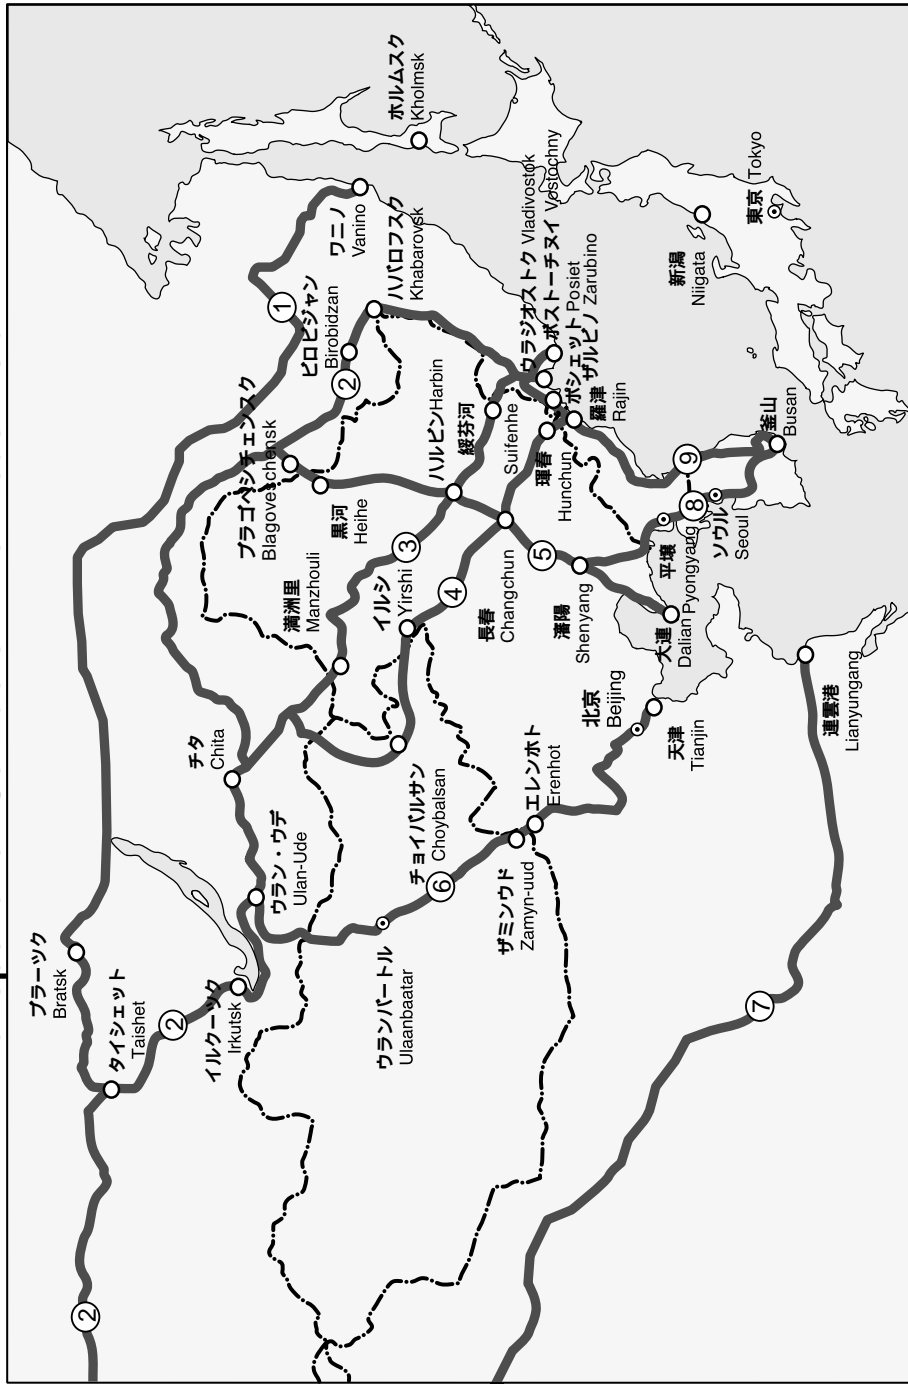 ブラーツク
Bratsk
タイシェット
Taishet
②
②
イルクーツク
Irkutsk
ウラン・ウデ
Ulan-Ude
チタ
Chita
ブラゴベシチェンスク
Blagoveschensk
①
ビロビジャン
Birobidzan
②
ワニノ
Vanino
ハバロフスク
Khabarovsk
ホルムスク
Kholmsk
満洲里
Manzhouli
黒河
Heihe
ウランバートル
Ulaanbaatar
チョイバルサン
Choybalsan
⑥
イルシ
Yirshi
③
ハルビン Harbin
④
綏芬河
Suifenhe
ザミンウド
Zamyn-uud
エレンホト
Erenhot
長春
Changchun
⑤
琿春
Hunchun
ウラジオストク Vladivostok
ボストーチヌイ Vostochny
ポシェット Posiet
ザルビノ Zarubino
羅津
Rajin
瀋陽
Shenyang
北京
Beijing
大連
Dalian
平壌
Pyongyang
天津
Tianjin
⑧
⑨
ソウル
Seoul
新潟
Niigata
釜山
Busan
東京 Tokyo
⑦
連雲港
Lianyungang